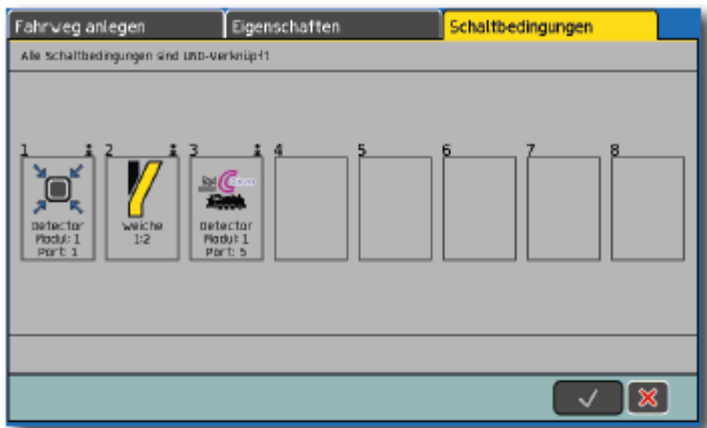 Fahrweg anlegen
Eigenschaften
Schaltbedingungen
Alle Schaltbedingungen sind UND-Verknüpft
1
2
3
4
5
6
7
8
Detector
Modul: 1
Port: 1
Weiche
1:2
Detector
Modul: 1
Port: 5